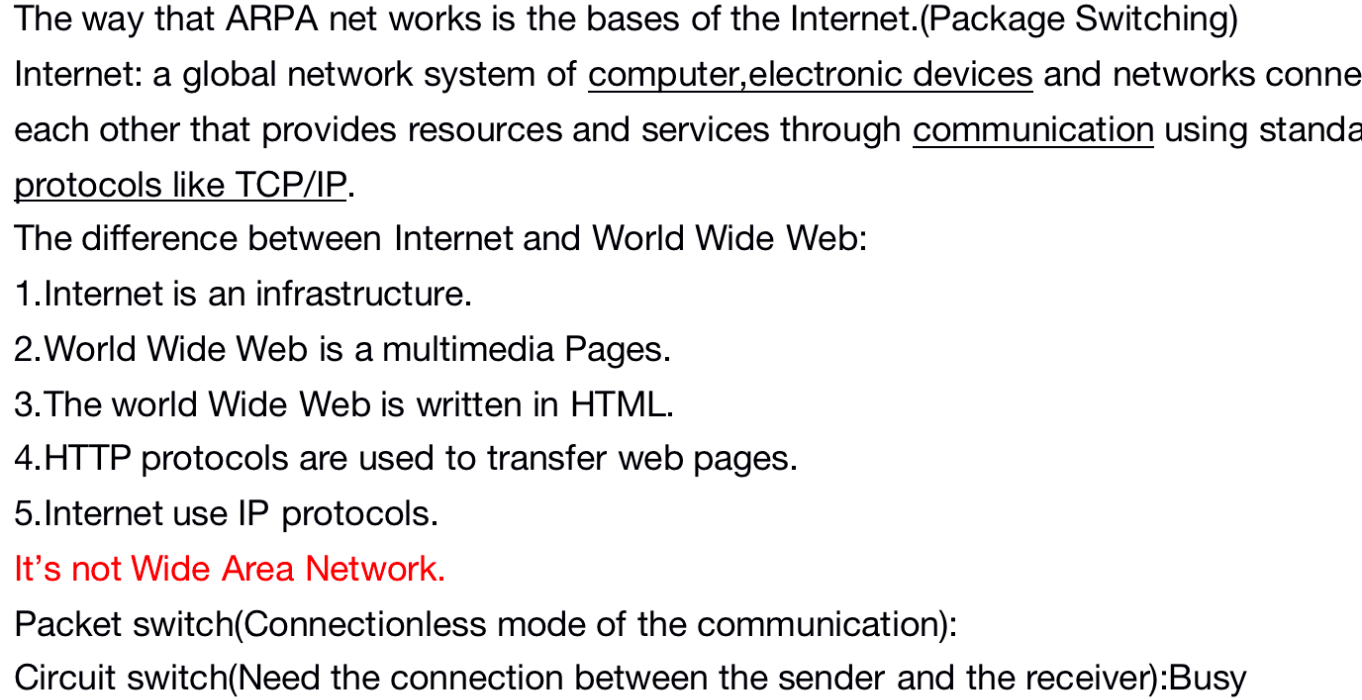 The way that ARPA net works is the bases of the Internet.(Package Switching)
Internet: a global network system of computer,electronic devices and networks conne
each other that provides resources and services through communication using standa
protocols like TCP/IP.
The difference between Internet and World Wide Web:
1.Internet is an infrastructure.
2.World Wide Web is a multimedia Pages.
3.The world Wide Web is written in HTML.
4.HTTP protocols are used to transfer web pages.
5.Internet use IP protocols.
It’s not Wide Area Network.
Packet switch(Connectionless mode of the communication):
Circuit switch(Need the connection between the sender and the receiver):Busy